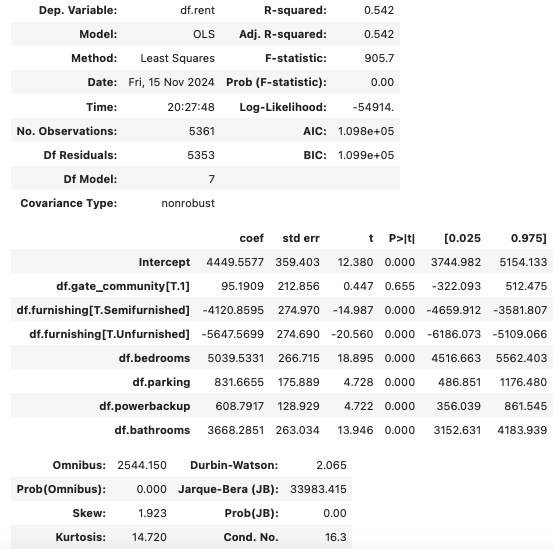 Dep. Variable: df.rent R-squared: 0.542
Model: OLS Adj. R-squared: 0.542
Method: Least Squares F-statistic: 905.7
Date: Fri, 15 Nov 2024 Prob (F-statistic): 0.00
Time: 20:27:48 Log-Likelihood: -54914.
No. Observations: 5361 AIC: 1.098e+05
Df Residuals: 5353 BIC: 1.099e+05
Df Model: 7
Covariance Type: nonrobust
coef std err t P>|t| [0.025 0.975]
Intercept 4449.5577 359.403 12.380 0.000 3744.982 5154.133
df.gate_community[T.1] 95.1909 212.856 0.447 0.655 -322.093 512.475
df.furnishing[T.Semifurnished] -4120.8595 274.970 -14.987 0.000 -4659.912 -3581.807
df.furnishing[T.Unfurnished] -5647.5699 274.690 -20.560 0.000 -6186.073 -5109.066
df.bedrooms 5039.5331 266.715 18.895 0.000 4516.663 5562.403
df.parking 831.6655 175.889 4.728 0.000 486.851 1176.480
df.powerbackup 608.7917 128.929 4.722 0.000 356.039 861.545
df.bathrooms 3668.2851 263.034 13.946 0.000 3152.631 4183.939
Omnibus: 2544.150 Durbin-Watson: 2.065
Prob(Omnibus): 0.000 Jarque-Bera (JB): 33983.415
Skew: 1.923 Prob(JB): 0.00
Kurtosis: 14.720 Cond. No. 16.3